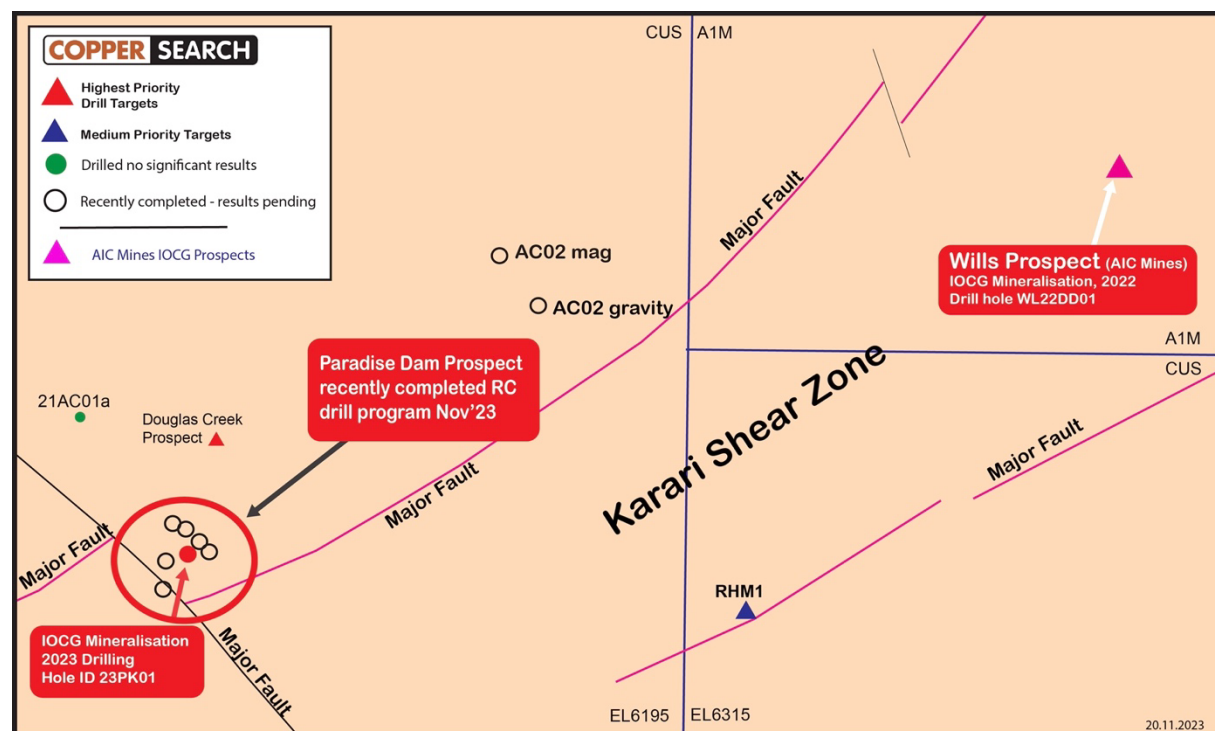 COPPER SEARCH
Highest Priority
Drill Targets
Medium Priority Targets
Drilled no significant results
Recently completed - results pending
AIC Mines IOCG Prospects
CUS A1M
Major Fault
AC02 mag
AC02 gravity
Wills Prospect (AIC Mines)
IOCG Mineralisation, 2022
Drill hole WL22DD01
A1M
CUS
Paradise Dam Prospect
recently completed RC
drill program Nov'23
Karari Shear Zone
21AC01a
Douglas Creek
Prospect
Major Fault
Major Fault
Major Fault
RHM1
IOCG Mineralisation
2023 Drilling
Hole ID 23PK01
Major Fault
EL6195 EL6315
20.11.2023